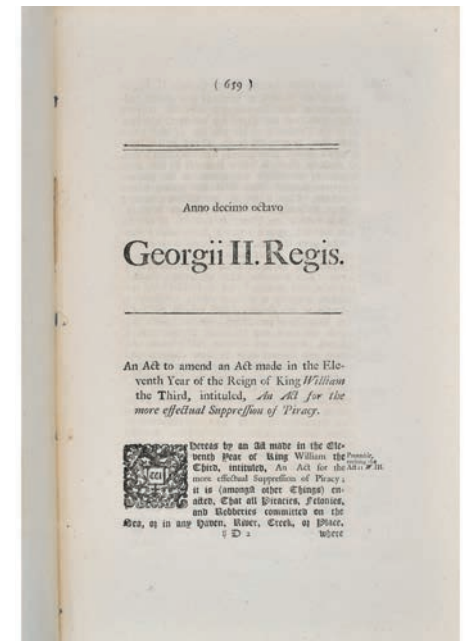 ( 659 )
Anno decimo octavo
Georgii II. Regis.
An Act to amend an Act made in the Ele-
venth Year of the Reign of King William
the Third, intituled, An Act for the
more effectual Suppreſſion of Piracy.
Whereas by an Act made in the Ele-
venth Year of King William the
Third, intituled, An Act for the
more effectual Suppreſſion of Piracy;
it is (amongſt other Things) en-
acted, That all Piracies, Felonies,
and Robberies committed on the
Sea, or in any Haven, River, Creek, or Place,
D 2
where
Preamble,